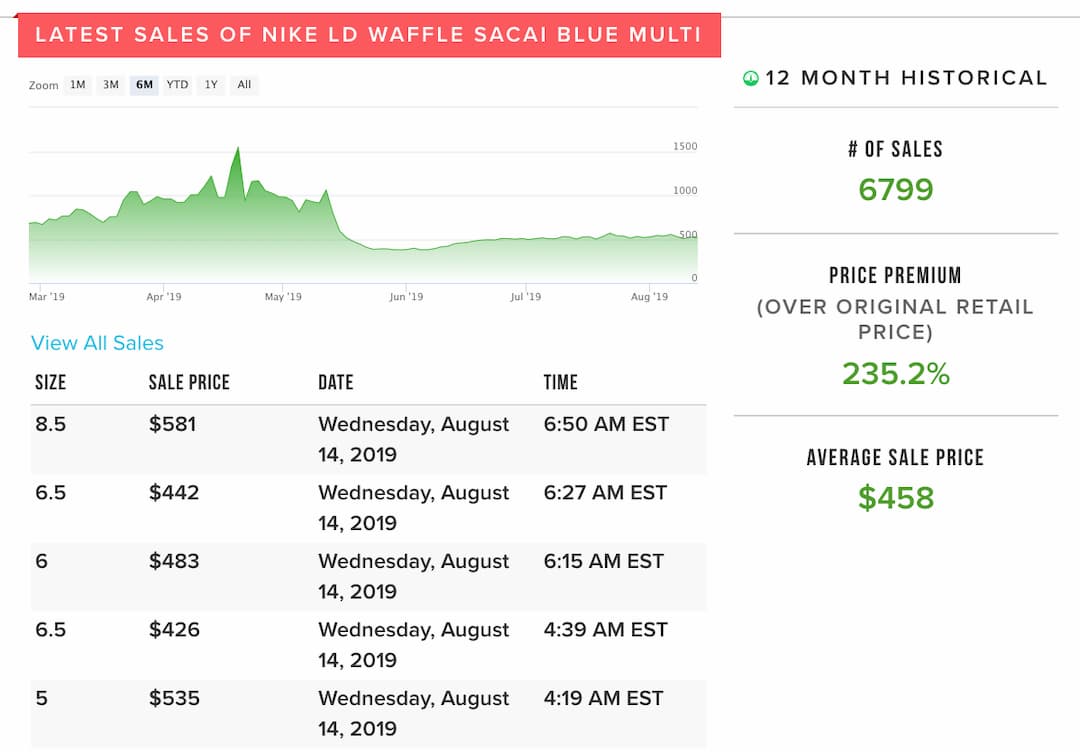 LATEST SALES OF NIKE LD WAFFLE SACAI BLUE MULTI
Zoom 1M 3M 6M YTD 1Y All
1500
1000
500
0
Mar '19 Apr '19 May '19 Jun '19 Jul '19 Aug '19
View All Sales
SIZE SALE PRICE DATE TIME
8.5 $581 Wednesday, August 6:50 AM EST
14, 2019
6.5 $442 Wednesday, August 6:27 AM EST
14, 2019
6 $483 Wednesday, August 6:15 AM EST
14, 2019
6.5 $426 Wednesday, August 4:39 AM EST
14, 2019
5 $535 Wednesday, August 4:19 AM EST
14, 2019
12 MONTH HISTORICAL
# OF SALES
6799
PRICE PREMIUM
(OVER ORIGINAL RETAIL
PRICE)
235.2%
AVERAGE SALE PRICE
$458